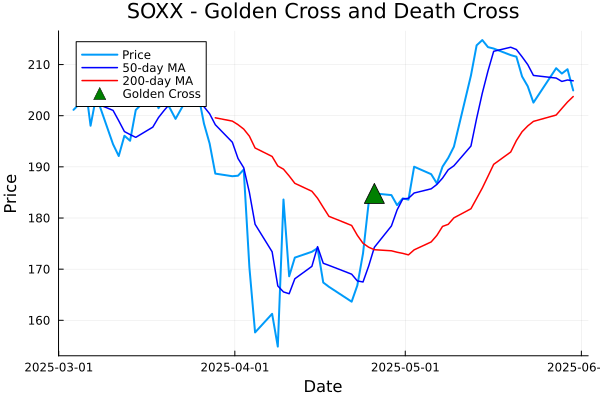 SOXX - Golden Cross and Death Cross
Price
50-day MA
200-day MA
Golden Cross
Price
210
200
190
180
170
160
2025-03-01
2025-04-01
2025-05-01
2025-06-
Date